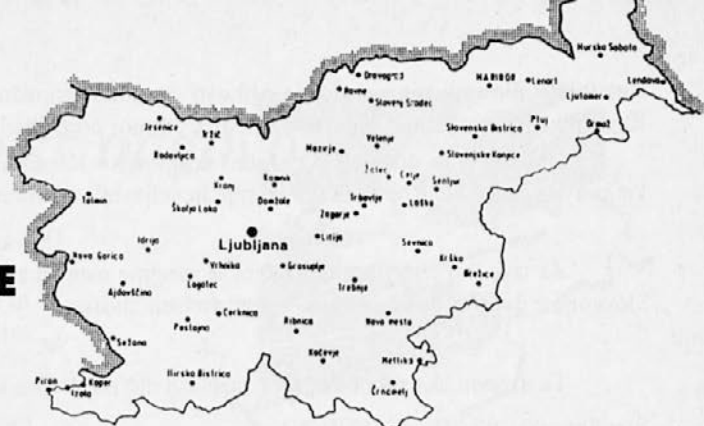 Murska Sobota
Dravograd
MARIBOR
Lenart
Lendava
Ravne
Slovenj Gradec
Ljutomer
Jesenice
Tržič
Velenje
Slovenska Bistrica
Ptuj
Ormož
Radovljica
Mozirje
Slovenjske Konjice
Kranj
Kamnik
Žalec
Celje
Šentjur
Tolmin
Škofja Loka
Domžale
Trbovlje
Laško
Zagorje
Ljubljana
Litija
Idrija
Sevnica
Nova Gorica
Vrhnika
Grosuplje
Krško
E
Ajdovščina
Logatec
Trebnje
Brežice
Cerknica
Postojna
Ribnica
Novo mesto
Sežana
Kočevje
Metlika
Piran
Koper
Izola
Ilirska Bistrica
Črnomelj